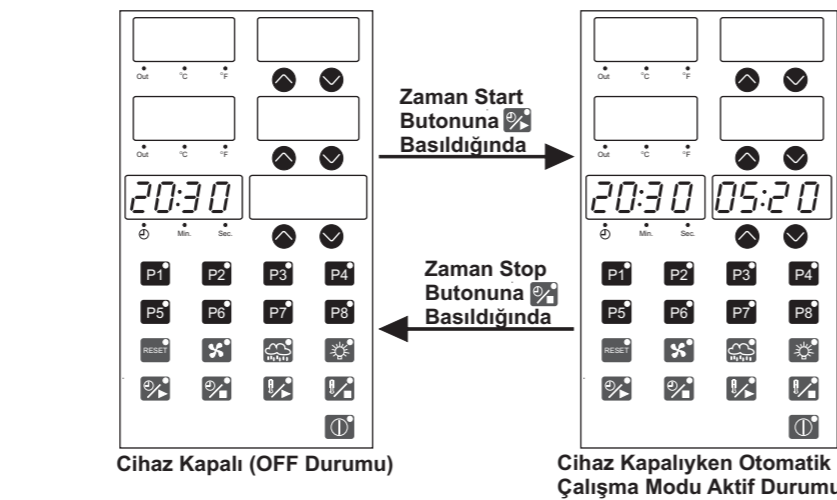 Out °C °F
Out °C °F
20:30
Min. Sec.
P1 P2 P3 P4
P5 P6 P7 P8
RESET
Cihaz Kapalı (OFF Durumu)
Zaman Start
Butonuna
Basıldığında
Zaman Stop
Butonuna
Basıldığında
Out °C °F
Out °C °F
20:30 05:20
Min. Sec.
P1 P2 P3 P4
P5 P6 P7 P8
RESET
Cihaz Kapalıyken Otomatik
Çalışma Modu Aktif Durumu